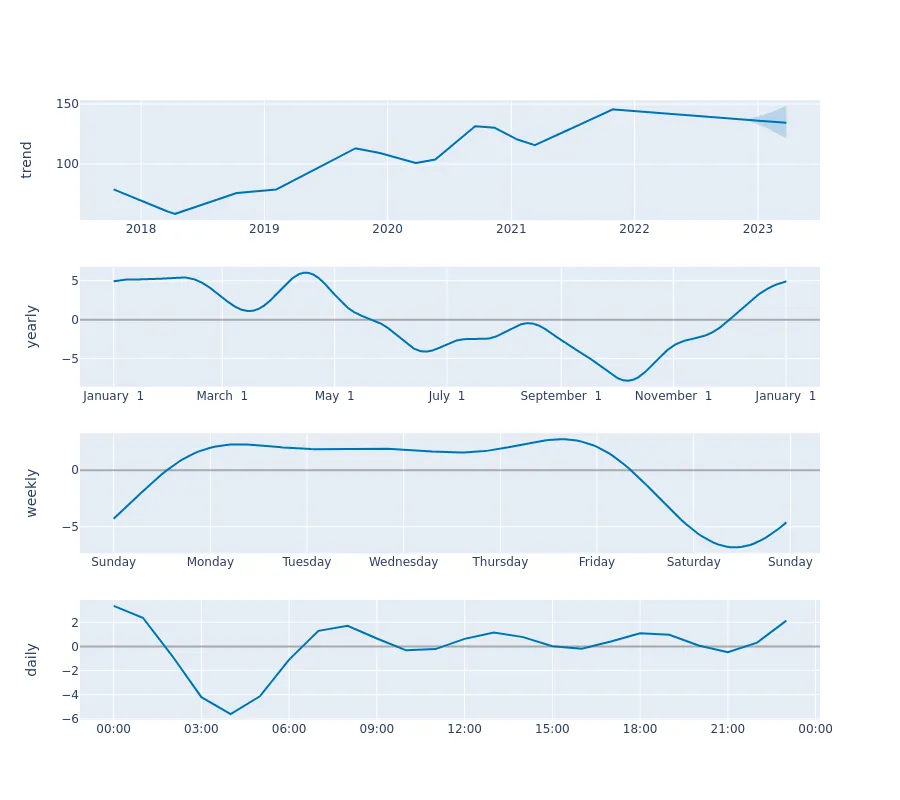 trend
150
100
2018 2019 2020 2021 2022 2023
yearly
5
0
−5
January 1 March 1 May 1 July 1 September 1 November 1 January 1
weekly
0
−5
Sunday Monday Tuesday Wednesday Thursday Friday Saturday Sunday
daily
2
0
−2
−4
−6
00:00 03:00 06:00 09:00 12:00 15:00 18:00 21:00 00:00